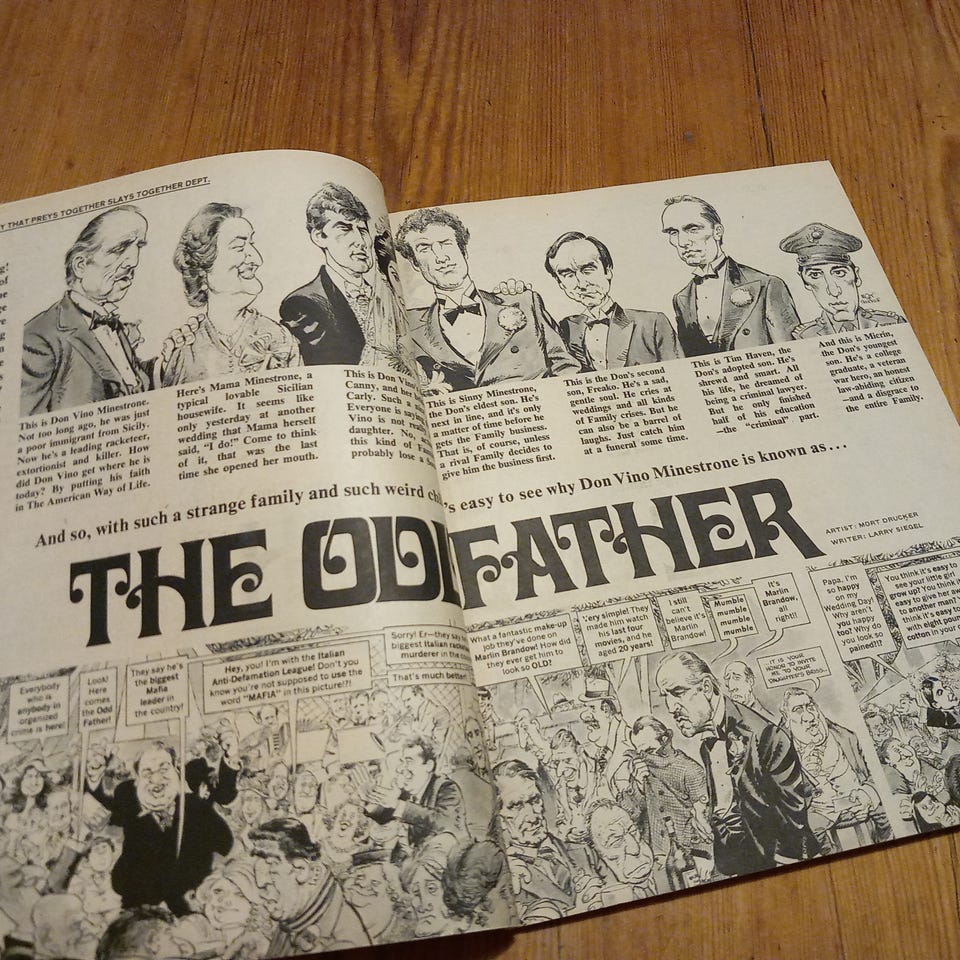 Y THAT PREYS TOGETHER SLAYS TOGETHER DEPT.
This is Don Vino Minestrone.
Not too long ago, he was just
a poor immigrant from Sicily.
Now he's a leading racketeer,
extortionist and killer. How
did Don Vino get where he is
today? By putting his faith
in The American Way of Life.
Here's Mama Minestrone, a
typical lovable Sicilian
housewife. It seems like
only yesterday at another
wedding that Mama herself
said, "I do!" Come to think
of it, that was the last
time she opened her mouth.
This is Don Vino
Canny, and her
Carly. Such a
Everyone is not
Vino is not
daughter. No,
this kind of
probably lose a
This is Sinny Minestrone,
the Don's eldest son. He's
next in line, and it's only
a matter of time before he
gets the Family business.
That is, of course, unless
a rival Family decides to
give him the business first.
This is the Don's second
son, Freako. He's a sad,
gentle soul. He cries at
weddings and all kinds
of Family crises. But he
can also be a barrel of
laughs. Just catch him
at a funeral some time.
This is Tim Haven, the
Don's adopted son. He's
shrewd and smart. All
his life, he dreamed of
being a criminal lawyer.
But he only finished
half of his education
—the "criminal" part.
And this is Micrin,
the Don's youngest
son. He's a college
graduate, a veteran
war hero, an honest
law-abiding citizen
—and a disgrace to
the entire Family.
And so, with such a strange family and such weird 's easy to see why Don Vino Minestrone is known as...
THE ODDFATHER
ARTIST: MORT DRUCKER
WRITER: LARRY SIEGEL
Everybody
who is
anybody in
organized
crime is here!
Look!
Here
comes
the Odd
Father!
They say he's
the biggest
Mafia
leader in
the country!
Hey, you! I'm with the Italian
Anti-Defamation League! Don't you
know you're not supposed to use the
word "MAFIA" in this picture?!
Sorry! Er—they say
biggest Italian
murderer in the
That's much better!
What a fantastic make-up
job they've done on
Marlin Brandow! How did
they ever get him to
look so OLD?
Very simple! They
made him watch
his last four
movies, and he
aged 20 years!
I still
can't
believe it's
Marlin
Brandow!
Mumble
mumble
mumble
mumble
It's
Marlin
Brandow,
all
right!
IT IS YOUR
HONOR TO INVITE
ME TO YOUR
DAUGHTER'S
Papa, I'm
so happy
on my
Wedding Day!
Why aren't
you happy
too? Why do
you look so
pained?!!
You think it's easy to
see your little girl
grow up? You think it
easy to give her
to another man?
think it's easy to
with eight
cotton in your